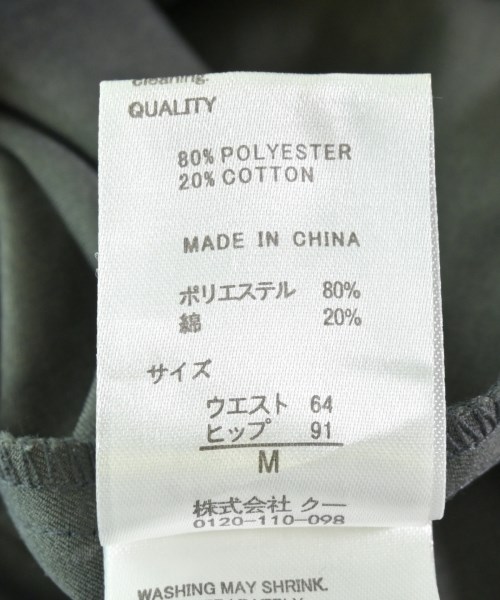 cleaning.
QUALITY
80% POLYESTER
20% COTTON
MADE IN CHINA
ポリエステル 80%
綿 20%
サイズ
ウエスト 64
ヒップ 91
M
株式会社 クー
0120-110-098
WASHING MAY SHRINK.